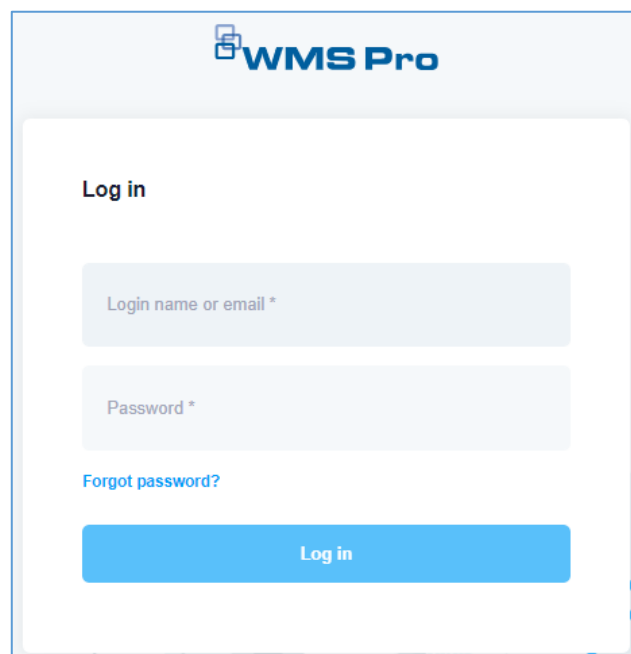 WMS Pro
Log in
Login name or email *
Password *
Forgot password?
Log in